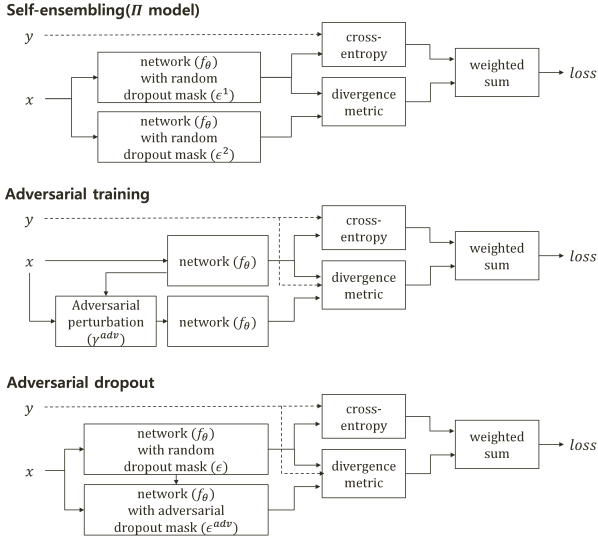 Self-ensembling(Π model)
y
cross-
entropy
network (fθ)
with random
dropout mask (ϵ¹)
weighted
sum
loss
x
divergence
metric
network (fθ)
with random
dropout mask (ϵ²)
Adversarial training
y
cross-
entropy
x
network (fθ)
weighted
sum
loss
divergence
metric
Adversarial
perturbation
(γᵃᵈᵛ)
network (fθ)
Adversarial dropout
y
cross-
entropy
network (fθ)
with random
dropout mask (ϵ)
weighted
sum
loss
x
divergence
metric
network (fθ)
with adversarial
dropout mask (ϵᵃᵈᵛ)